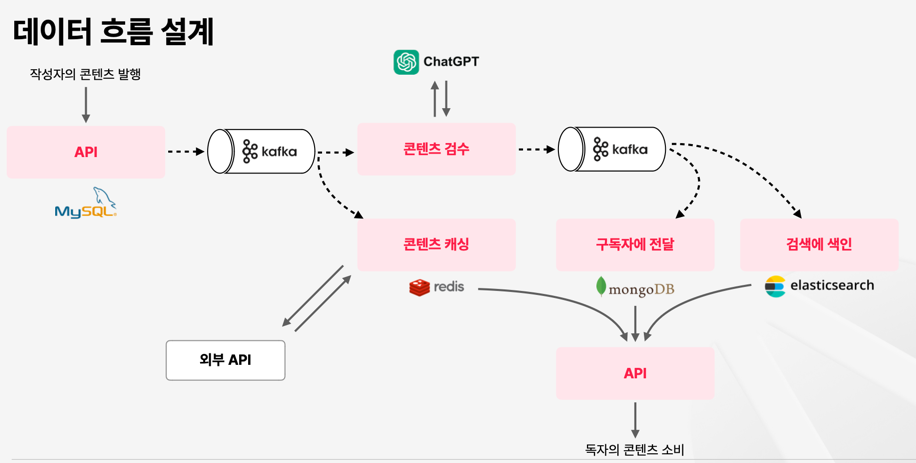 데이터 흐름 설계
작성자의 콘텐츠 발행
ChatGPT
API
kafka
콘텐츠 검수
kafka
MySQL
콘텐츠 캐싱
구독자에 전달
검색에 색인
redis
mongoDB
elasticsearch
외부 API
API
독자의 콘텐츠 소비